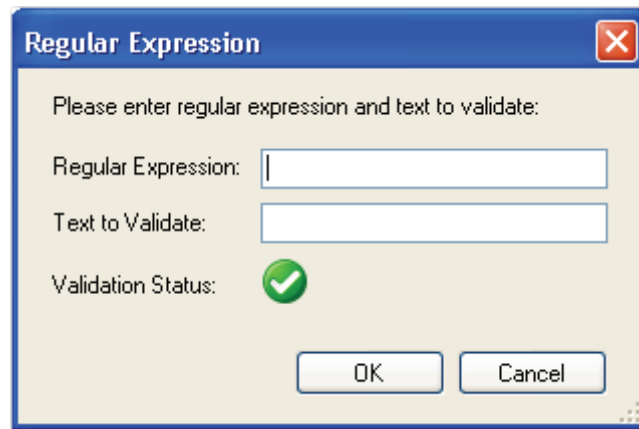 Regular Expression
Please enter regular expression and text to validate:
Regular Expression:
Text to Validate:
Validation Status:
OK Cancel